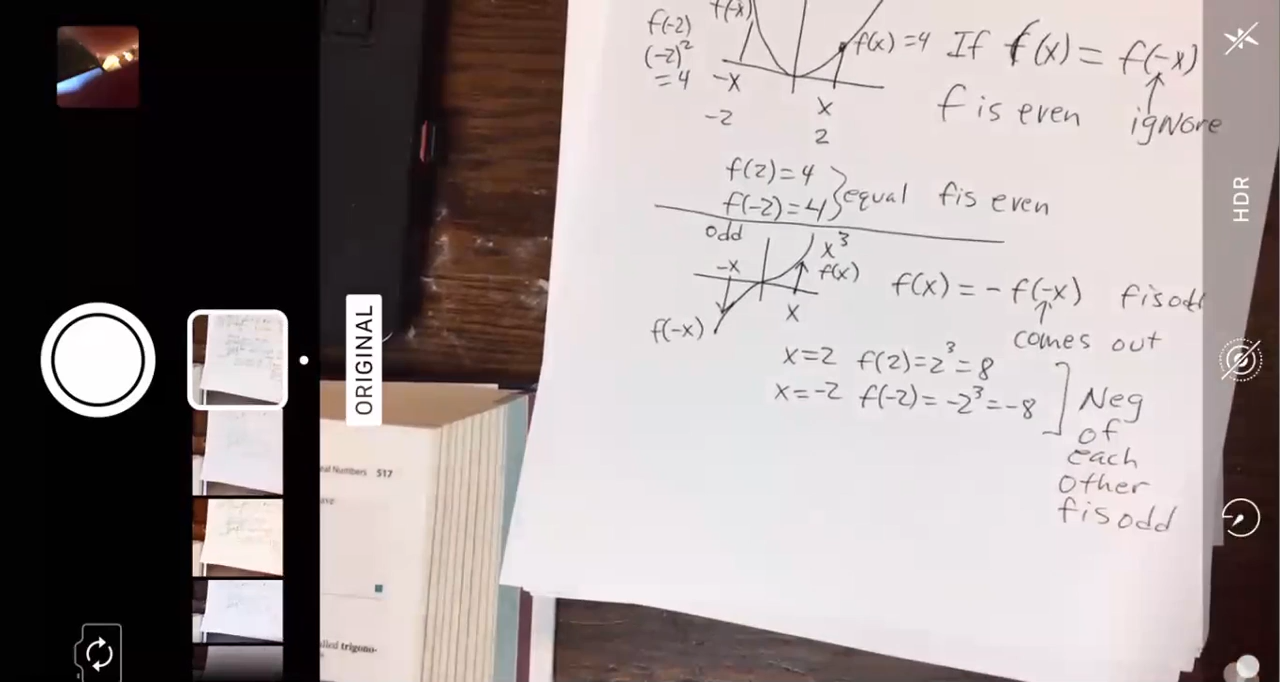 f(-2)
(-2)²
=4
f(-x)
f(x) = 4
-x
-2
x
2
If f(x) = f(-x)
f is even
ignore
f(2) = 4
f(-2) = 4
equal f is even
odd
x³
-x
f(x)
x
f(-x)
f(x) = - f(-x) f is odd
comes out
x=2 f(2)=2³=8
x=-2 f(-2)=-2³=-8
Neg
of
each
other
f is odd
HDR
ORIGINAL
Numbers 517
trigono-